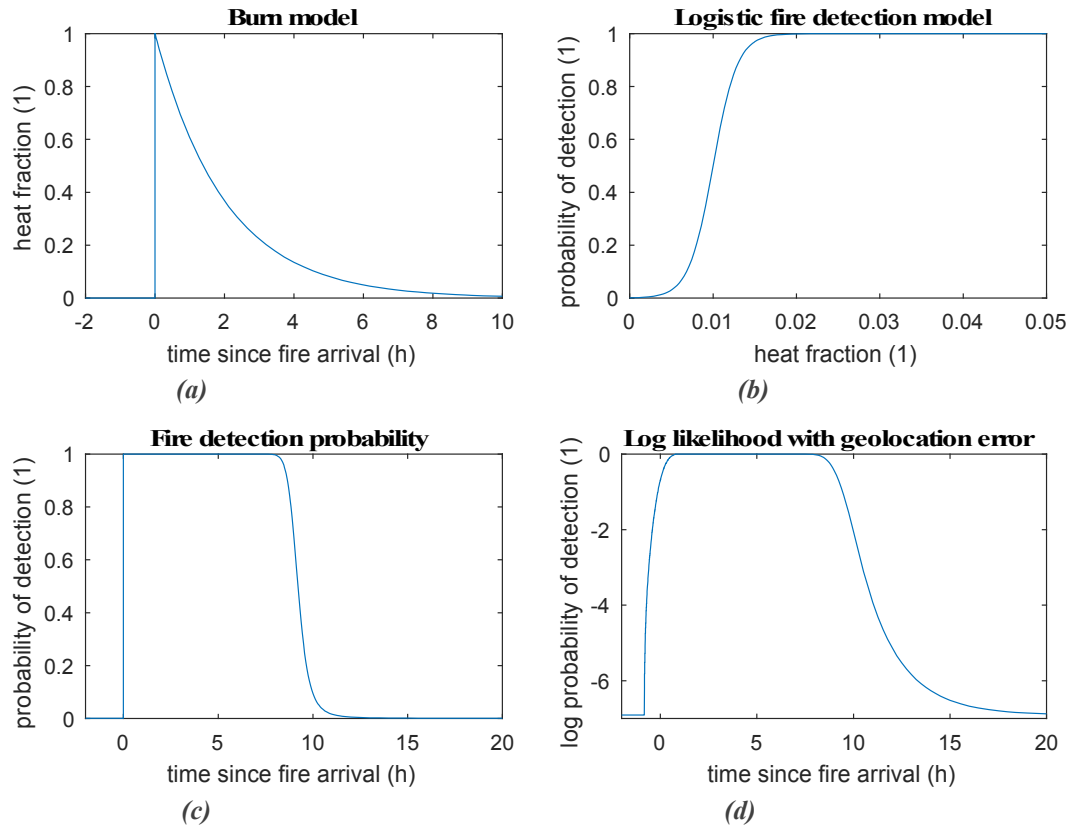 Burn model
heat fraction (1)
1
0.8
0.6
0.4
0.2
0
-2 0 2 4 6 8 10
time since fire arrival (h)
(a)
Logistic fire detection model
probability of detection (1)
1
0.8
0.6
0.4
0.2
0
0 0.01 0.02 0.03 0.04 0.05
heat fraction (1)
(b)
Fire detection probability
probability of detection (1)
1
0.8
0.6
0.4
0.2
0
0 5 10 15 20
time since fire arrival (h)
(c)
Log likelihood with geolocation error
log probability of detection (1)
0
-2
-4
-6
0 5 10 15 20
time since fire arrival (h)
(d)